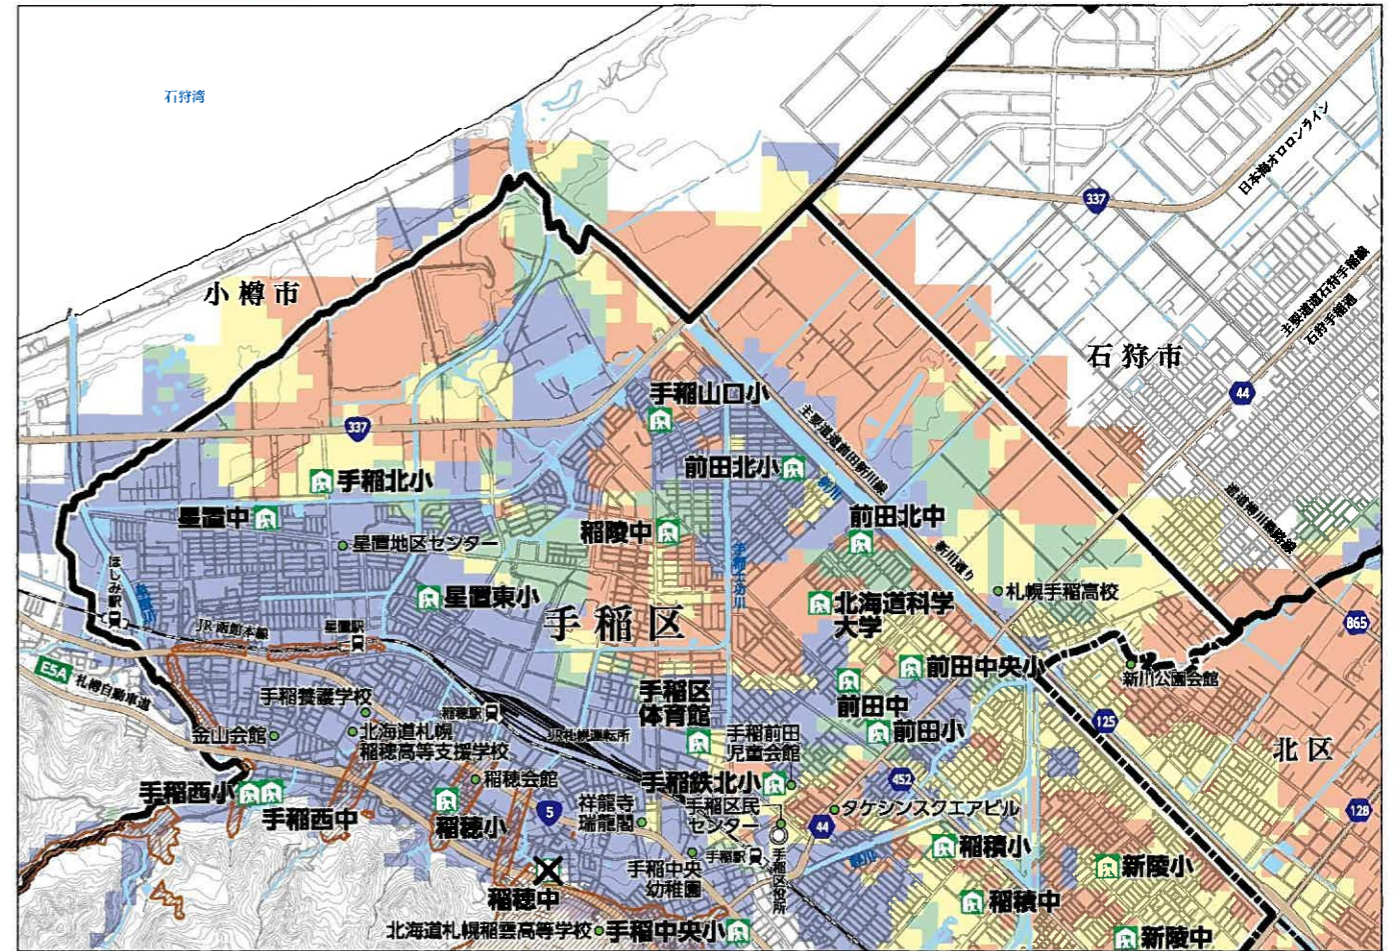 石狩湾
日本海オロロンライン
337
小樽市
主要道道石狩手稲線
石狩手稲通
石狩市
44
手稲山口小
主要道道前田新川線
337
前田北小
新川
手稲北小
星置中
前田北中
稲陵中
星置地区センター
新川通り
ほしみ駅
星置東小
札幌手稲高校
北海道科学
大学
手稲区
865
JR函館本線
星置駅
E5A
札樽自動車道
前田中央小
新川公園会館
手稲養護学校
手稲区
体育館
前田中
125
稲穂駅
金山会館
北海道札幌
稲穂高等支援学校
JR札幌運転所
手稲前田
児童会館
前田小
北区
稲穂会館
手稲鉄北小
452
手稲西小
手稲西中
稲穂小
5
祥龍寺
瑞龍閣
手稲区民
センター
タケシンスクエアビル
44
128
稲積小
手稲駅
手稲区役所
手稲中央
幼稚園
新陵小
稲穂中
稲積中
北海道札幌稲雲高等学校
手稲中央小
新陵中